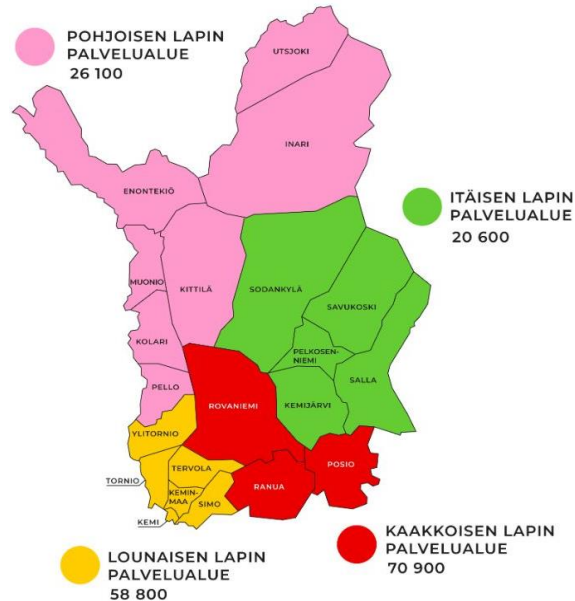 POHJOISEN LAPIN
PALVELUALUE
26 100
UTSJOKI
INARI
ENONTEKIÖ
ITÄISEN LAPIN
PALVELUALUE
20 600
MUONIO
KITTILÄ
SODANKYLÄ
SAVUKOSKI
KOLARI
PELKOSEN-
NIEMI
SALLA
PELLO
ROVANIEMI
KEMIJÄRVI
YLITORNIO
TERVOLA
POSIO
TORNIO
KEMIN-
MAA
RANUA
SIMO
KEMI
LOUNAISEN LAPIN
PALVELUALUE
58 800
KAAKKOISEN LAPIN
PALVELUALUE
70 900